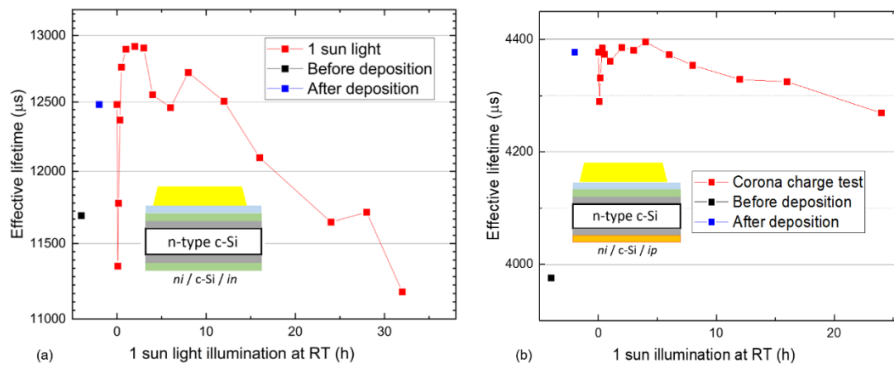 13000
12500
12000
11500
11000
Effective lifetime (μs)
1 sun light
Before deposition
After deposition
n-type c-Si
ni / c-Si / in
0
10
20
30
(a)
1 sun light illumination at RT (h)
4400
4200
4000
Effective lifetime (μs)
Corona charge test
Before deposition
After deposition
n-type c-Si
ni / c-Si / ip
0
10
20
(b)
1 sun illumination at RT (h)